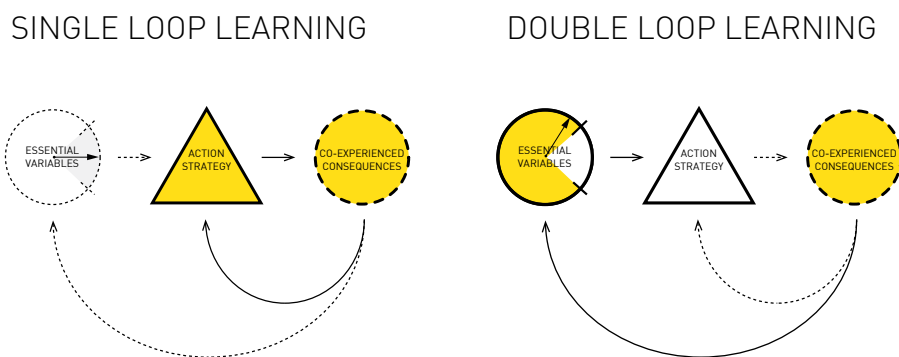 SINGLE LOOP LEARNING
DOUBLE LOOP LEARNING
ESSENTIAL
VARIABLES
ACTION
STRATEGY
CO-EXPERIENCED
CONSEQUENCES
ESSENTIAL
VARIABLES
ACTION
STRATEGY
CO-EXPERIENCED
CONSEQUENCES